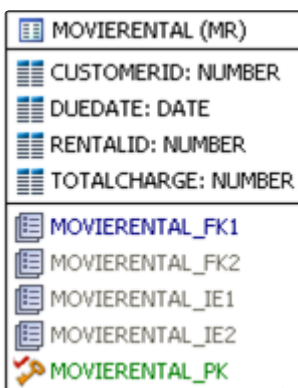 MOVIERENTAL (MR)
CUSTOMERID: NUMBER
DUEDATE: DATE
RENTALID: NUMBER
TOTALCHARGE: NUMBER
MOVIERENTAL_FK1
MOVIERENTAL_FK2
MOVIERENTAL_IE1
MOVIERENTAL_IE2
MOVIERENTAL_PK